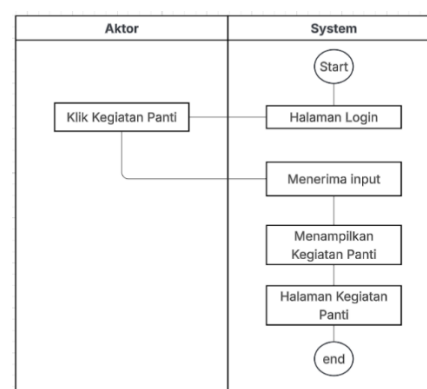 Aktor
System
Start
Klik Kegiatan Panti
Halaman Login
Menerima input
Menampilkan
Kegiatan Panti
Halaman Kegiatan
Panti
end